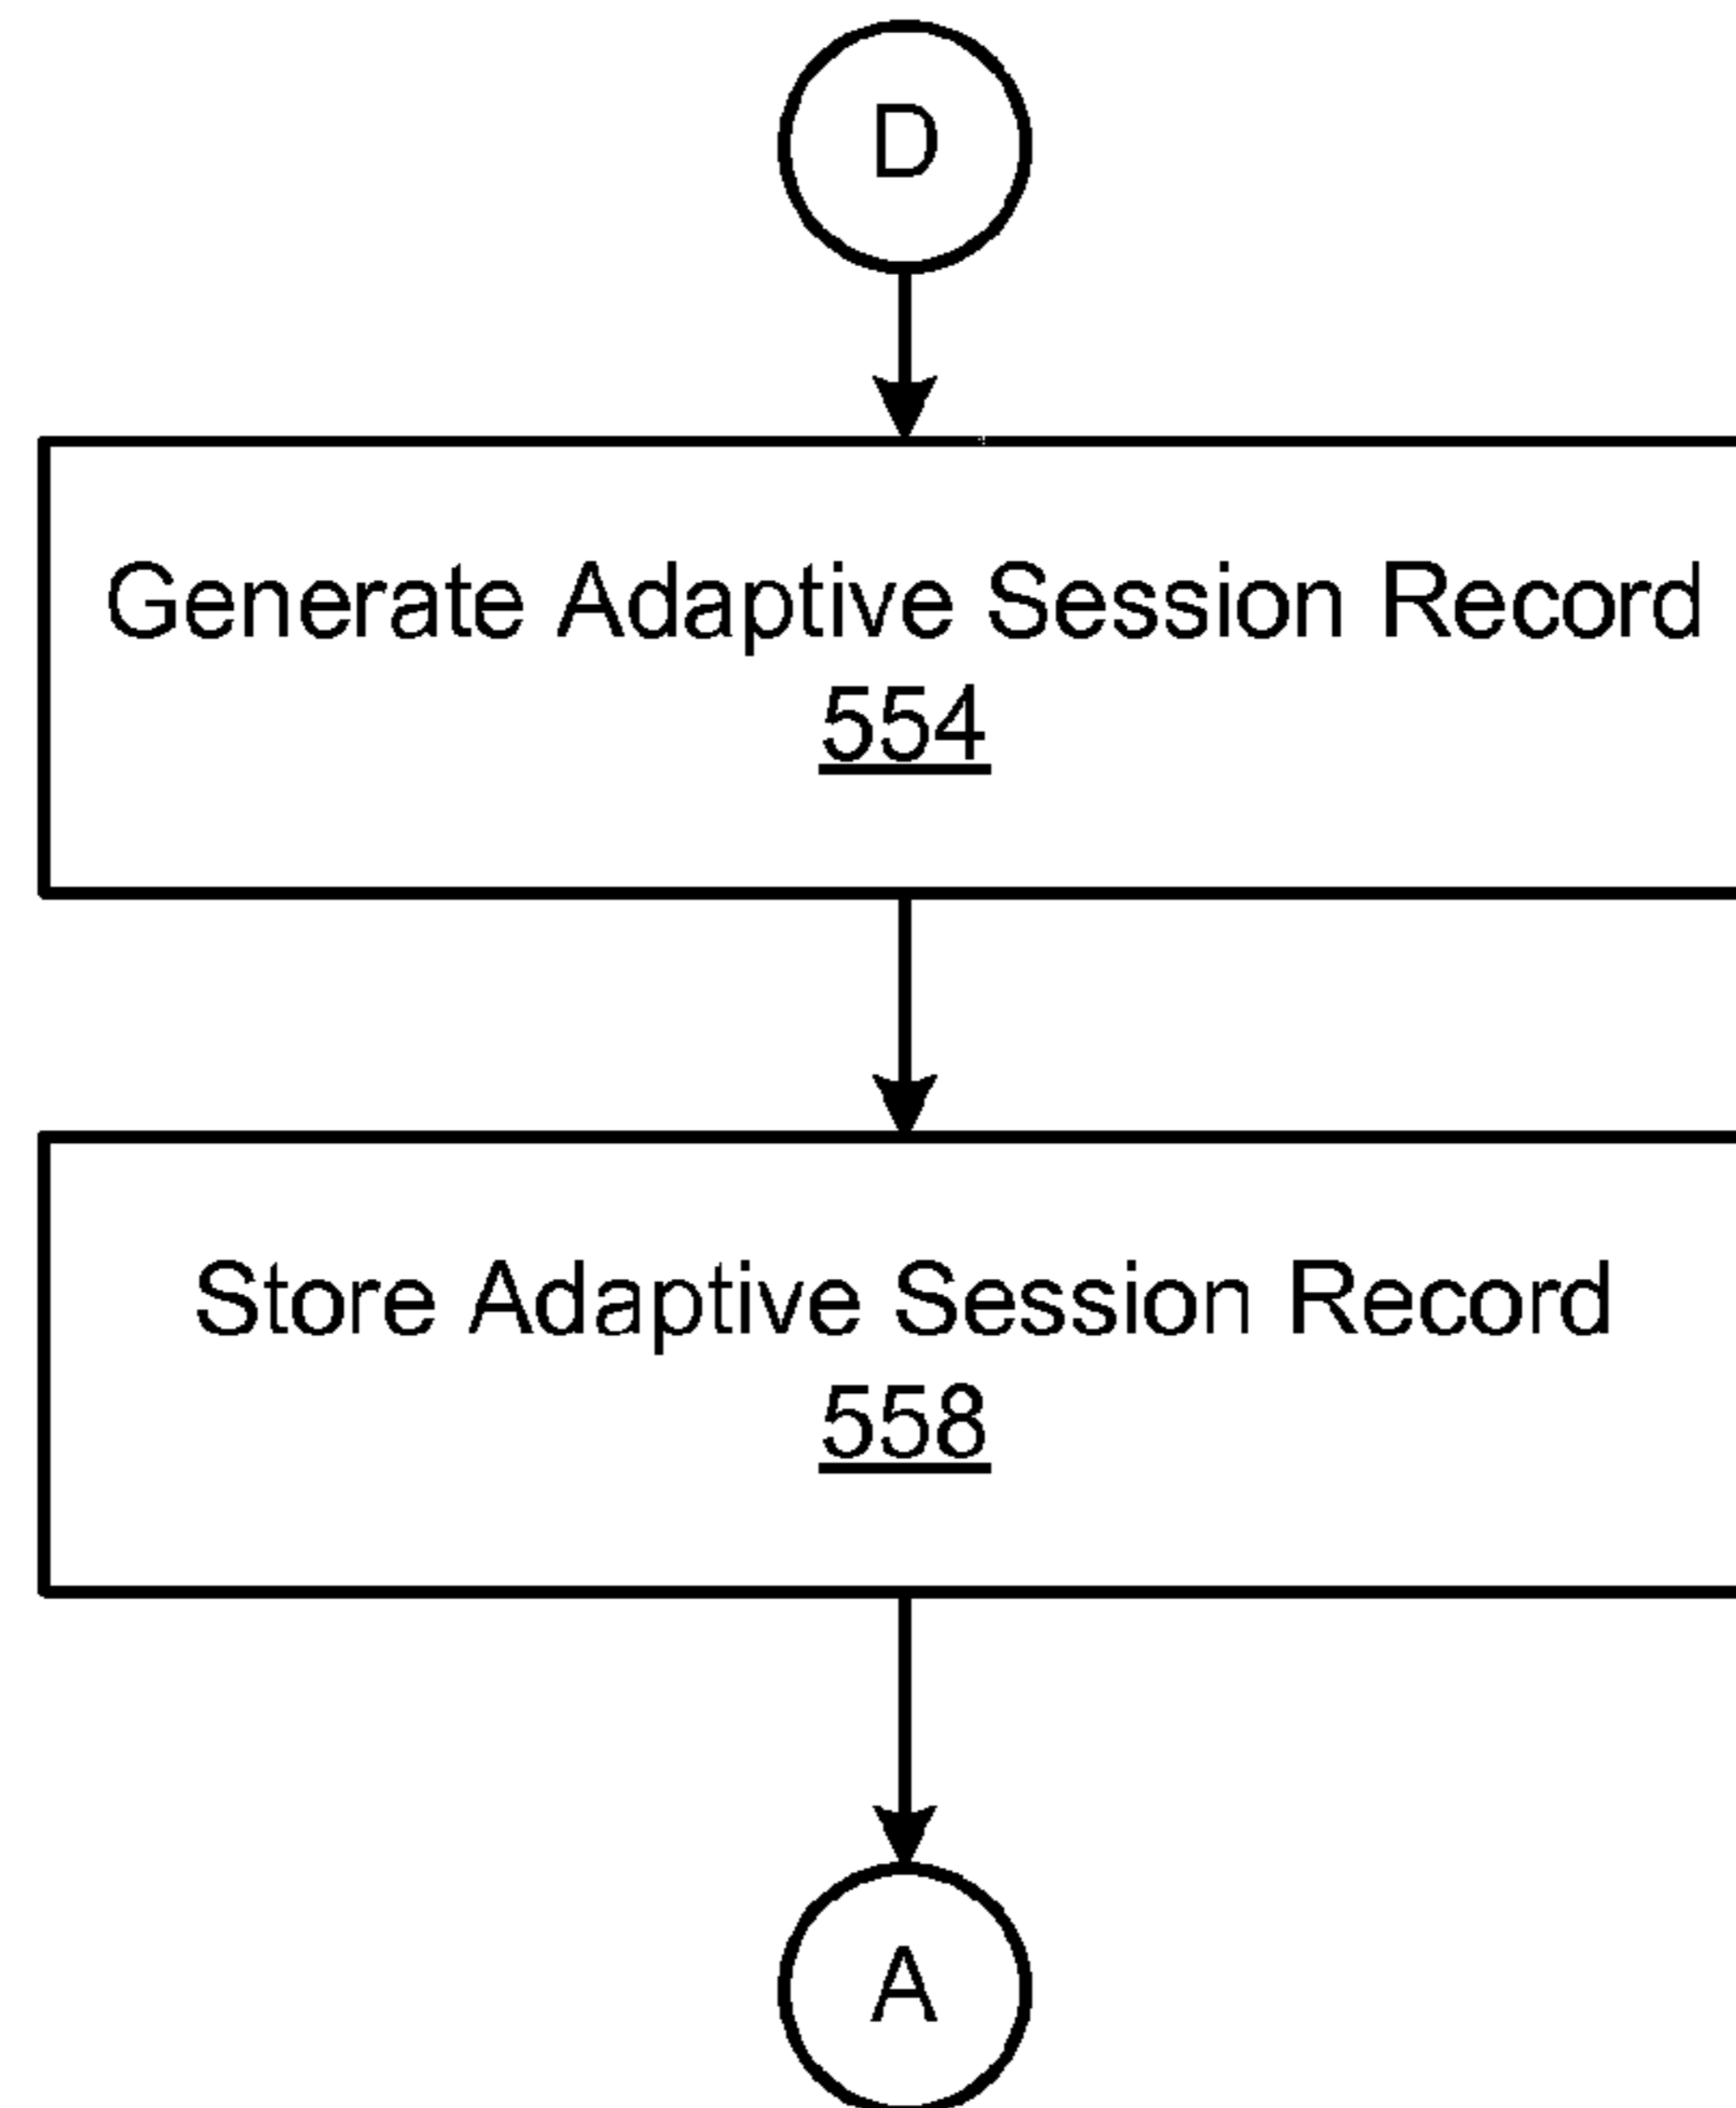 D
Generate Adaptive Session Record
554
Store Adaptive Session Record
558
A